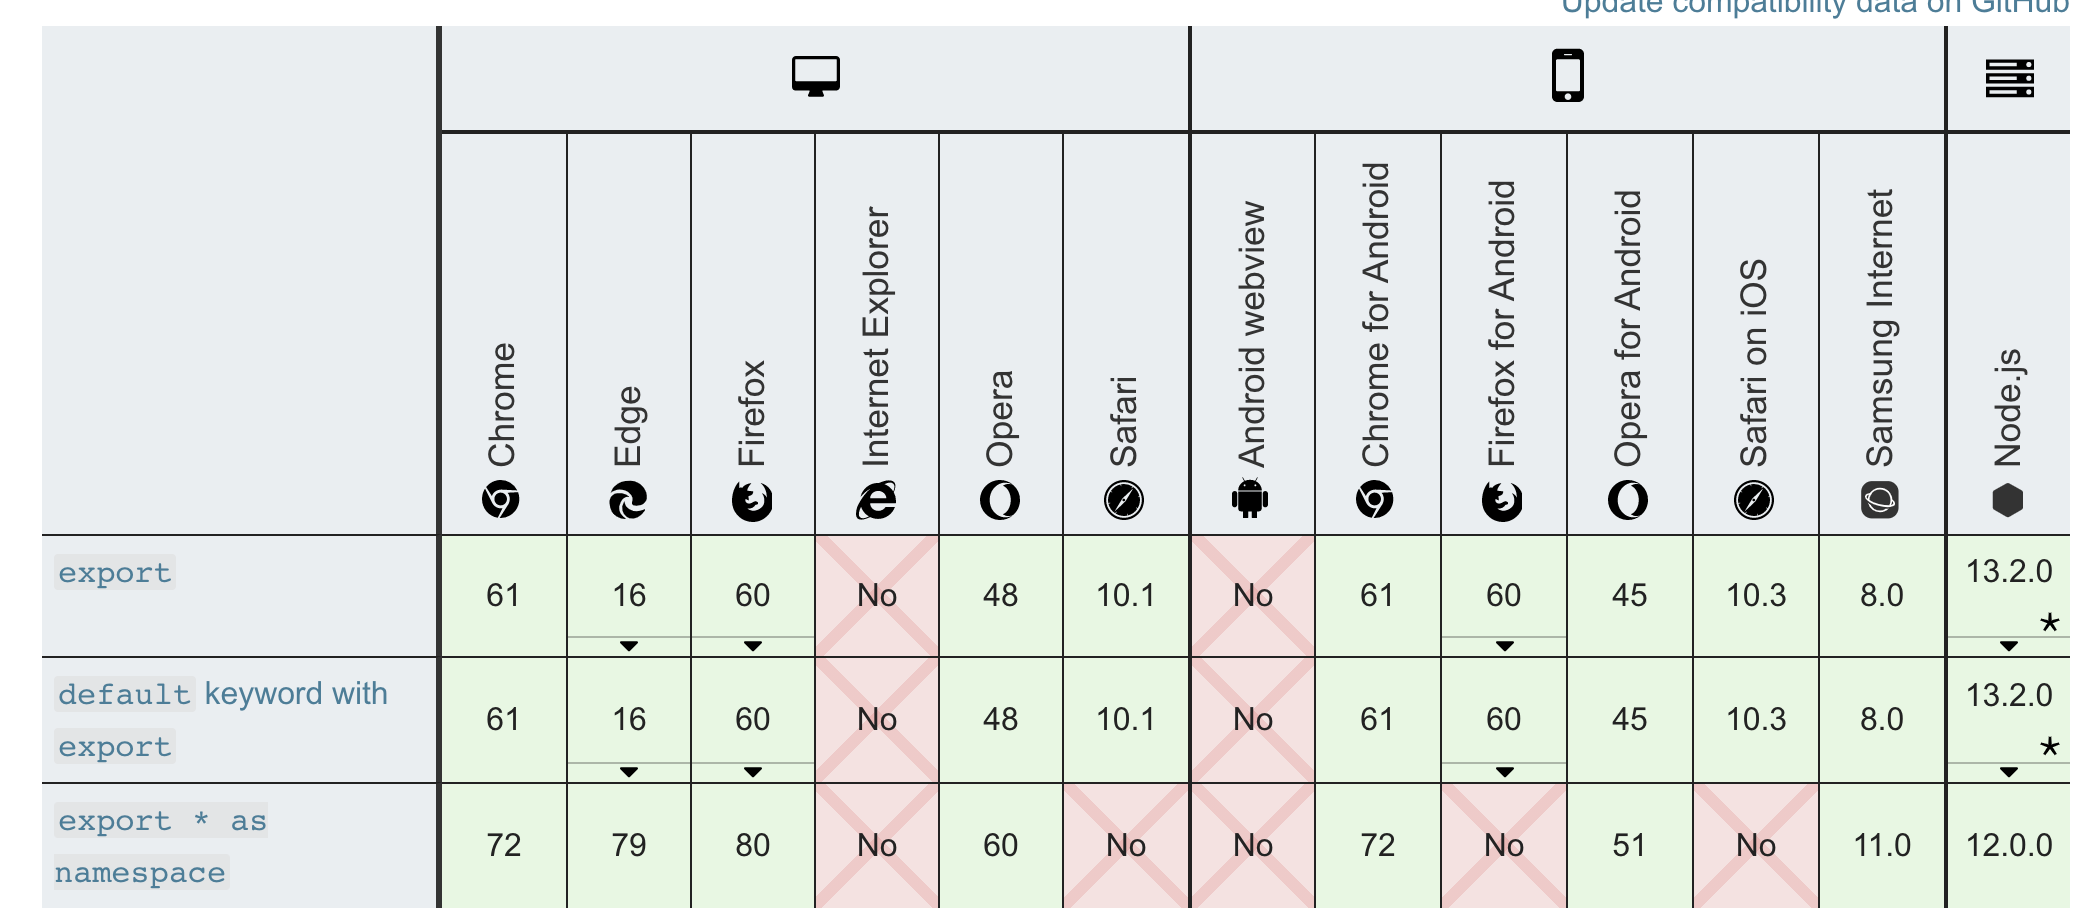 Update compatibility data on GitHub
Chrome
Edge
Firefox
Internet Explorer
Opera
Safari
Android webview
Chrome for Android
Firefox for Android
Opera for Android
Safari on iOS
Samsung Internet
Node.js
export
61 16 60 No 48 10.1 No 61 60 45 10.3 8.0 13.2.0
*
default keyword with
export
61 16 60 No 48 10.1 No 61 60 45 10.3 8.0 13.2.0
*
export * as
namespace
72 79 80 No 60 No No 72 No 51 No 11.0 12.0.0